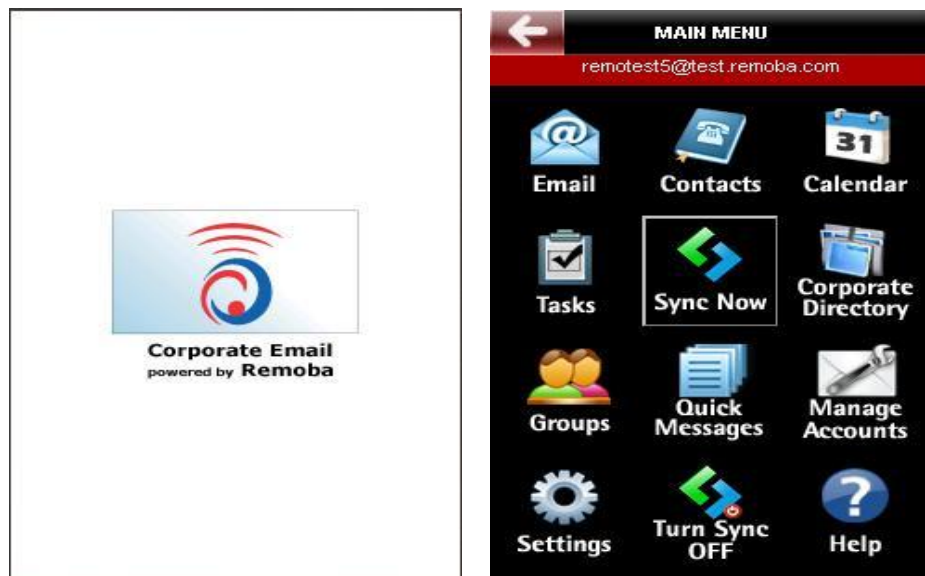 Corporate Email
powered by Remoba
MAIN MENU
remotest5@test.remoba.com
31
Email
Contacts
Calendar
Tasks
Sync Now
Corporate
Directory
Groups
Quick
Messages
Manage
Accounts
Settings
Turn Sync
OFF
Help